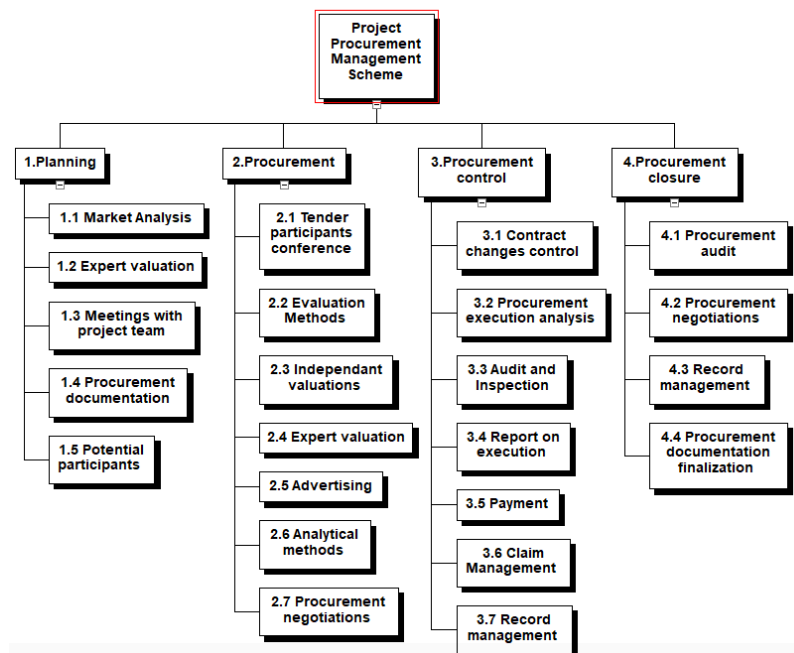 Project
Procurement
Management
Scheme
1.Planning
1.1 Market Analysis
1.2 Expert valuation
1.3 Meetings with
project team
1.4 Procurement
documentation
1.5 Potential
participants
2.Procurement
2.1 Tender
participants
conference
2.2 Evaluation
Methods
2.3 Independant
valuations
2.4 Expert valuation
2.5 Advertising
2.6 Analytical
methods
2.7 Procurement
negotiations
3.Procurement
control
3.1 Contract
changes control
3.2 Procurement
execution analysis
3.3 Audit and
Inspection
3.4 Report on
execution
3.5 Payment
3.6 Claim
Management
3.7 Record
management
4.Procurement
closure
4.1 Procurement
audit
4.2 Procurement
negotiations
4.3 Record
management
4.4 Procurement
documentation
finalization